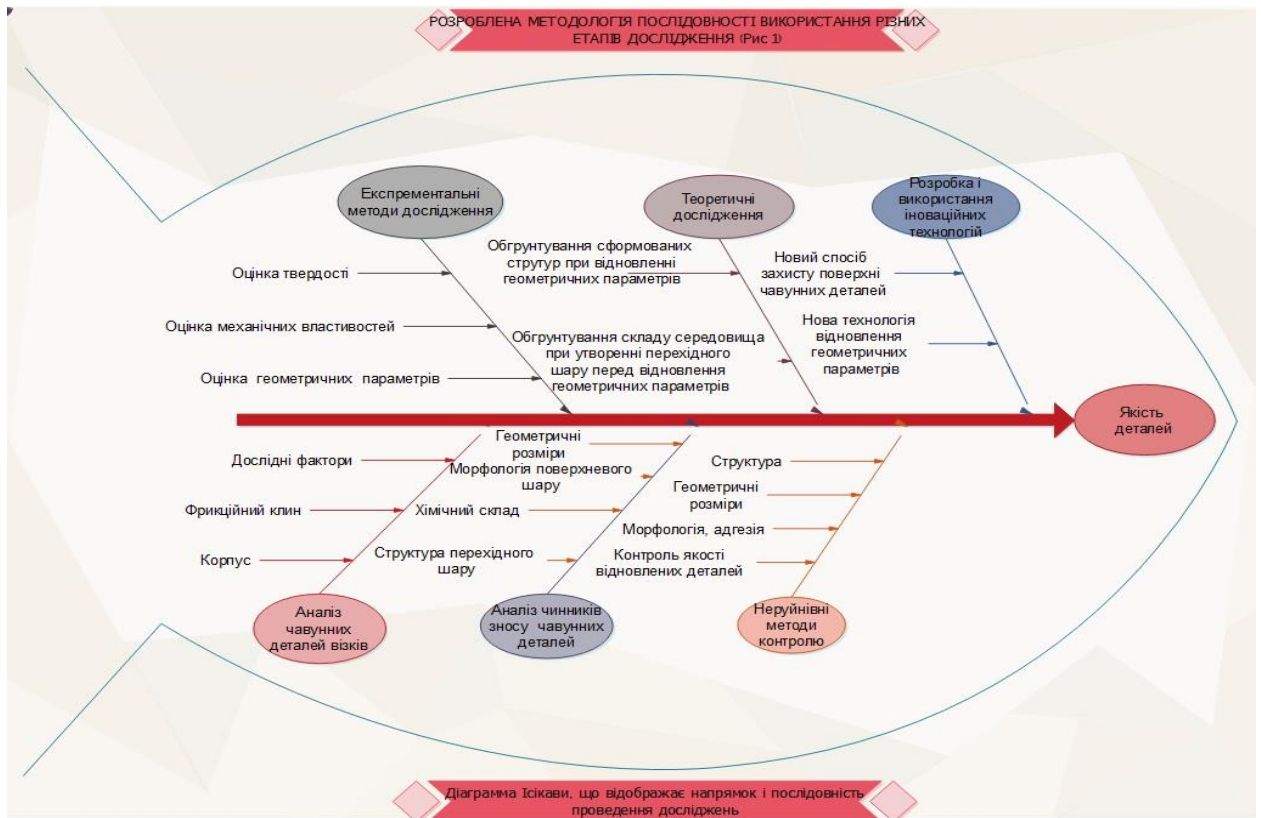 РОЗРОБЛЕНА МЕТОДОЛОГІЯ ПОСЛІДОВНОСТІ ВИКОРИСТАННЯ РІЗНИХ
ЕТАПІВ ДОСЛІДЖЕННЯ (Рис 1)
Експрементальні
методи дослідження
Теоретичні
дослідження
Розробка і
використання
іноваційних
технологій
Оцінка твердості
Оцінка механічних властивостей
Оцінка геометричних параметрів
Обгрунтування сформованих
струтур при відновленні
геометричних параметрів
Обгрунтування складу середовища
при утворенні перехідного
шару перед відновлення
геометричних параметрів
Новий спосіб
захисту поверхні
чавунних деталей
Нова технологія
відновлення
геометричних
параметрів
Якість
деталей
Дослідні фактори
Фрикційний клин
Корпус
Геометричні
розміри
Морфологія поверхневого
шару
Хімічний склад
Структура перехідного
шару
Структура
Геометричні
розміри
Морфологія, адгезія
Контроль якості
відновлених деталей
Аналіз
чавунних
деталей візків
Аналіз чинників
зносу чавунних
деталей
Неруйнівні
методи
контролю
Діаграмма Ісікави, що відображає напрямок і послідовність
проведення досліджень